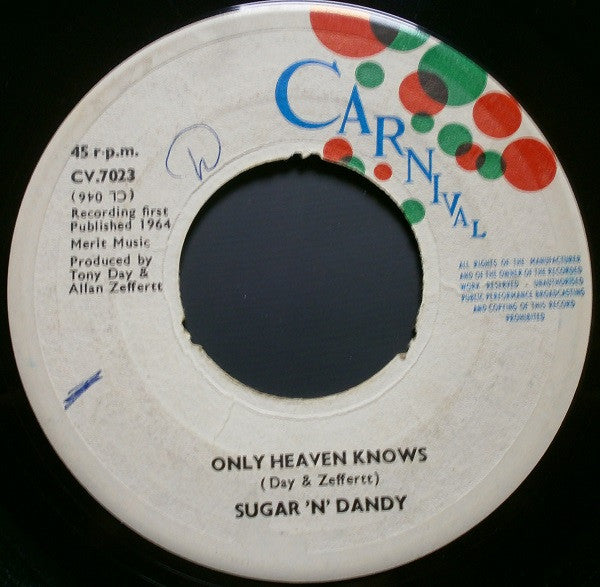 CARNIVAL
45 r-p.m.
CV.7023
(CL 046)
Recording first
Published 1964
Merit Music
Produced by
Tony Day &
Allan Zeffertt
ALL RIGHTS OF THE MANUFACTURER
AND OF THE OWNER OF THE RECORDED
WORK RESERVED - UNAUTHORISED
PUBLIC PERFORMANCE BROADCASTING
AND COPYING OF THIS RECORD
PROHIBITED
ONLY HEAVEN KNOWS
(Day & Zeffertt)
SUGAR 'N' DANDY